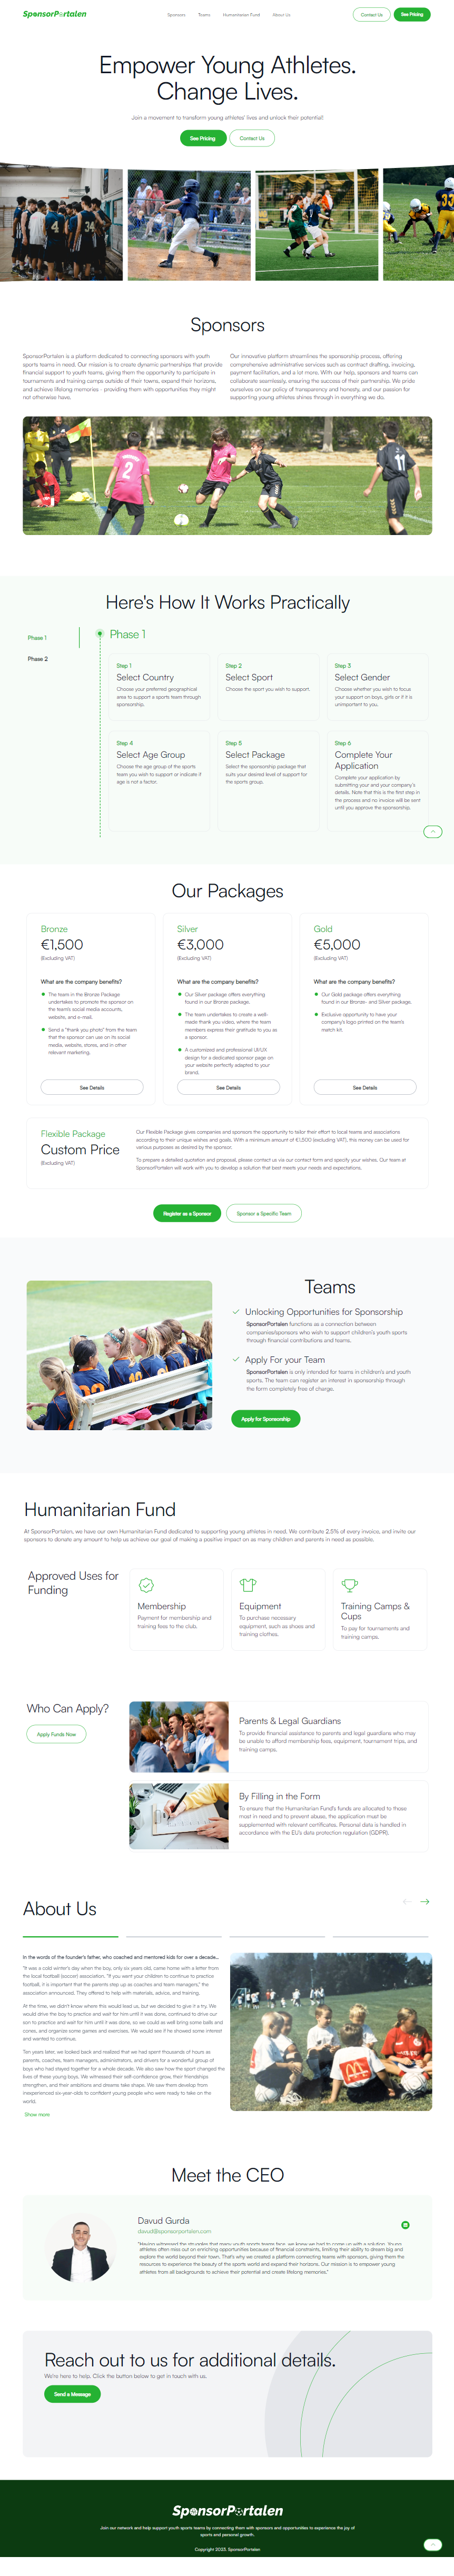 SponsorPortalen
Sponsors Teams Humanitarian Fund About Us
Contact Us See Pricing
Empower Young Athletes.
Change Lives.
Join a movement to transform young athletes' lives and unlock their potential!
See Pricing Contact Us
Sponsors
SponsorPortalen is a platform dedicated to connecting sponsors with youth
sports teams in need. Our mission is to create dynamic partnerships that provide
financial support to youth teams, giving them the opportunity to participate in
tournaments and training camps outside of their towns, expand their horizons,
and achieve lifelong memories - providing them with opportunities they might
not otherwise have.
Our innovative platform streamlines the sponsorship process, offering
comprehensive administrative services such as contract drafting, invoicing,
payment facilitation, and a lot more. With our help, sponsors and teams can
collaborate seamlessly, ensuring the success of their partnership. We pride
ourselves on our policy of transparency and honesty, and our passion for
supporting young athletes shines through in everything we do.
Here's How It Works Practically
Phase 1
Phase 2
Phase 1
Step 1
Select Country
Choose your preferred geographical
area to support a sports team through
sponsorship.
Step 2
Select Sport
Choose the sport you wish to support.
Step 3
Select Gender
Choose whether you wish to focus
your support on boys, girls or if it is
unimportant to you.
Step 4
Select Age Group
Choose the age group of the sports
team you wish to support or indicate if
age is not a factor.
Step 5
Select Package
Select the sponsorship package that
suits your desired level of support for
the sports group.
Step 6
Complete Your
Application
Complete your application by
submitting your and your company's
details. Note that this is the first step in
the process and no invoice will be sent
until you approve the sponsorship.
Our Packages
Bronze
€1,500
(Excluding VAT)
What are the company benefits?
The team in the Bronze Package
undertakes to promote the sponsor on
the team's social media accounts,
website, and e-mail.
Send a "thank you photo" from the team
that the sponsor can use on its social
media, website, stores, and in other
relevant marketing.
See Details
Silver
€3,000
(Excluding VAT)
What are the company benefits?
Our Silver package offers everything
found in our Bronze package.
The team undertakes to create a well-
made thank you video, where the team
members express their gratitude to you
as a sponsor.
A customized and professional UI/UX
design for a dedicated sponsor page on
your website perfectly adapted to your
brand.
See Details
Gold
€5,000
(Excluding VAT)
What are the company benefits?
Our Gold package offers everything
found in our Bronze- and Silver package.
Exclusive opportunity to have your
company's logo printed on the team's
match kit.
See Details
Flexible Package
Custom Price
(Excluding VAT)
Our Flexible Package gives companies and sponsors the opportunity to tailor their effort to local teams and associations
according to their unique wishes and goals. With a minimum amount of €1,500 (excluding VAT), this money can be used for
various purposes as desired by the sponsor.
To prepare a detailed quotation and proposal, please contact us via our contact form and specify your wishes. Our team at
SponsorPortalen will work with you to develop a solution that best meets your needs and expectations.
Register as a Sponsor Sponsor a Specific Team
Teams
Unlocking Opportunities for Sponsorship
SponsorPortalen functions as a connection between
companies/sponsors who wish to support children's youth sports
through financial contributions and teams.
Apply For your Team
SponsorPortalen is only intended for teams in children's and youth
sports. The team can register an interest in sponsorship through
the form completely free of charge.
Apply for Sponsorship
Humanitarian Fund
At SponsorPortalen, we have our own Humanitarian Fund dedicated to supporting young athletes in need. We contribute 2.5% of every invoice, and invite our
sponsors to donate any amount to help us achieve our goal of making a positive impact on as many children and parents in need as possible.
Approved Uses for
Funding
Membership
Payment for membership and
training fees to the club.
Equipment
To purchase necessary
equipment, such as shoes and
training clothes.
Training Camps &
Cups
To pay for tournaments and
training camps.
Who Can Apply?
Apply Funds Now
Parents & Legal Guardians
To provide financial assistance to parents and legal guardians who may
be unable to afford membership fees, equipment, tournament trips, and
training camps.
By Filling in the Form
To ensure that the Humanitarian Fund's funds are allocated to those
most in need and to prevent abuse, the application must be
supplemented with relevant certificates. Personal data is handled in
accordance with the EU's data protection regulation (GDPR).
About Us
In the words of the founder's father, who coached and mentored kids for over a decade...
"It was a cold winter's day when the boy, only six years old, came home with a letter from
the local football (soccer) association. "If you want your children to continue to practice
football, it is important that the parents step up as coaches and team managers," the
association announced. They offered to help with materials, advice, and training.
At the time, we didn't know where this would lead us, but we decided to give it a try. We
would drive the boy to practice and wait for him until it was done, continued to drive our
son to practice and wait for him until it was done, so we could as well bring some balls and
cones, and organize some games and exercises. We would see if he showed some interest
and wanted to continue.
Ten years later, we looked back and realized that we had spent thousands of hours as
parents, coaches, team managers, administrators, and drivers for a wonderful group of
boys who had stayed together for a whole decade. We also saw how the sport changed the
lives of these young boys. We witnessed their self-confidence grow, their friendships
strengthen, and their ambitions and dreams take shape. We saw them develop from
inexperienced six-year-olds to confident young people who were ready to take on the
world.
Show more
Meet the CEO
Davud Gurda
davud@sponsorportalen.com
"Having witnessed the struggles that many youth sports teams face, we knew we had to come up with a solution. Young
athletes often miss out on enriching opportunities because of financial constraints, limiting their ability to dream big and
explore the world beyond their town. That's why we created a platform connecting teams with sponsors, giving them the
resources to experience the beauty of the sports world and expand their horizons. Our mission is to empower young
athletes from all backgrounds to achieve their potential and create lifelong memories."
Reach out to us for additional details.
We're here to help. Click the button below to get in touch with us.
Send a Message
SponsorPortalen
Join our network and help support youth sports teams by connecting them with sponsors and opportunities to experience the joy of
sports and personal growth.
Copyright 2023. SponsorPortalen